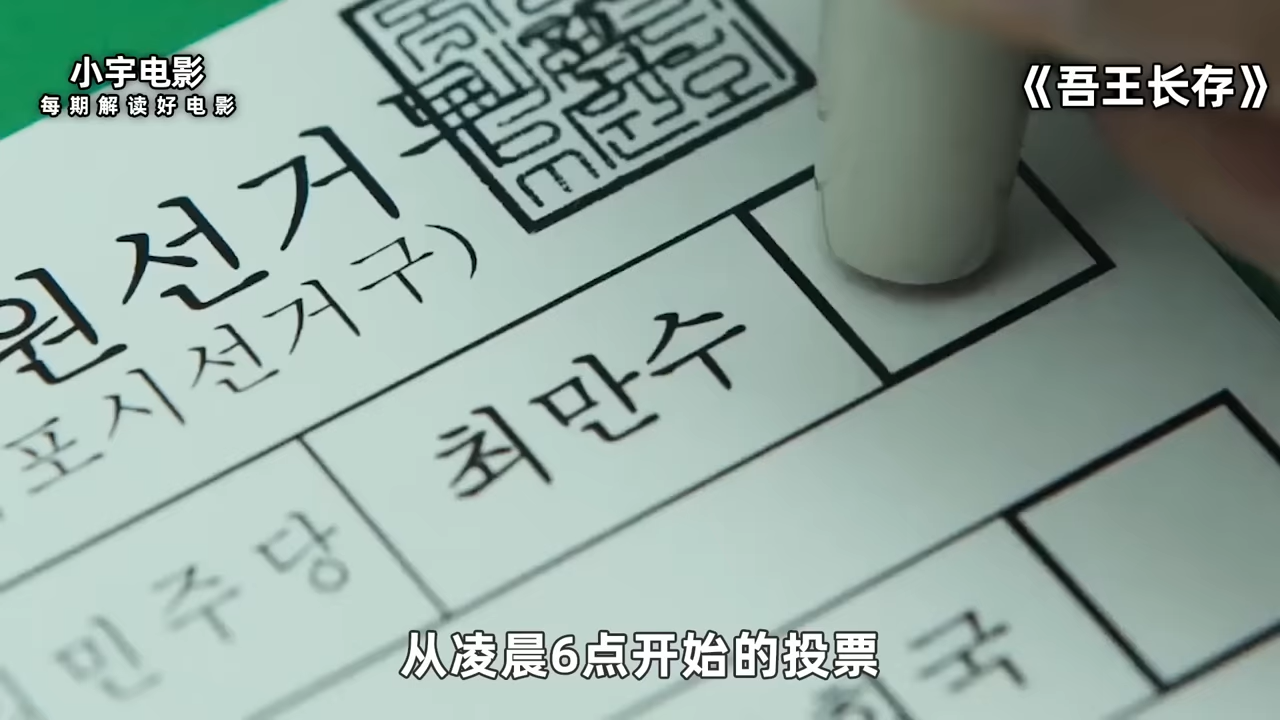 小宇电影
每期解读好电影
《吾王长存》
원선거구
포시선거구)
최만수
민주당
국
从凌晨6点开始的投票